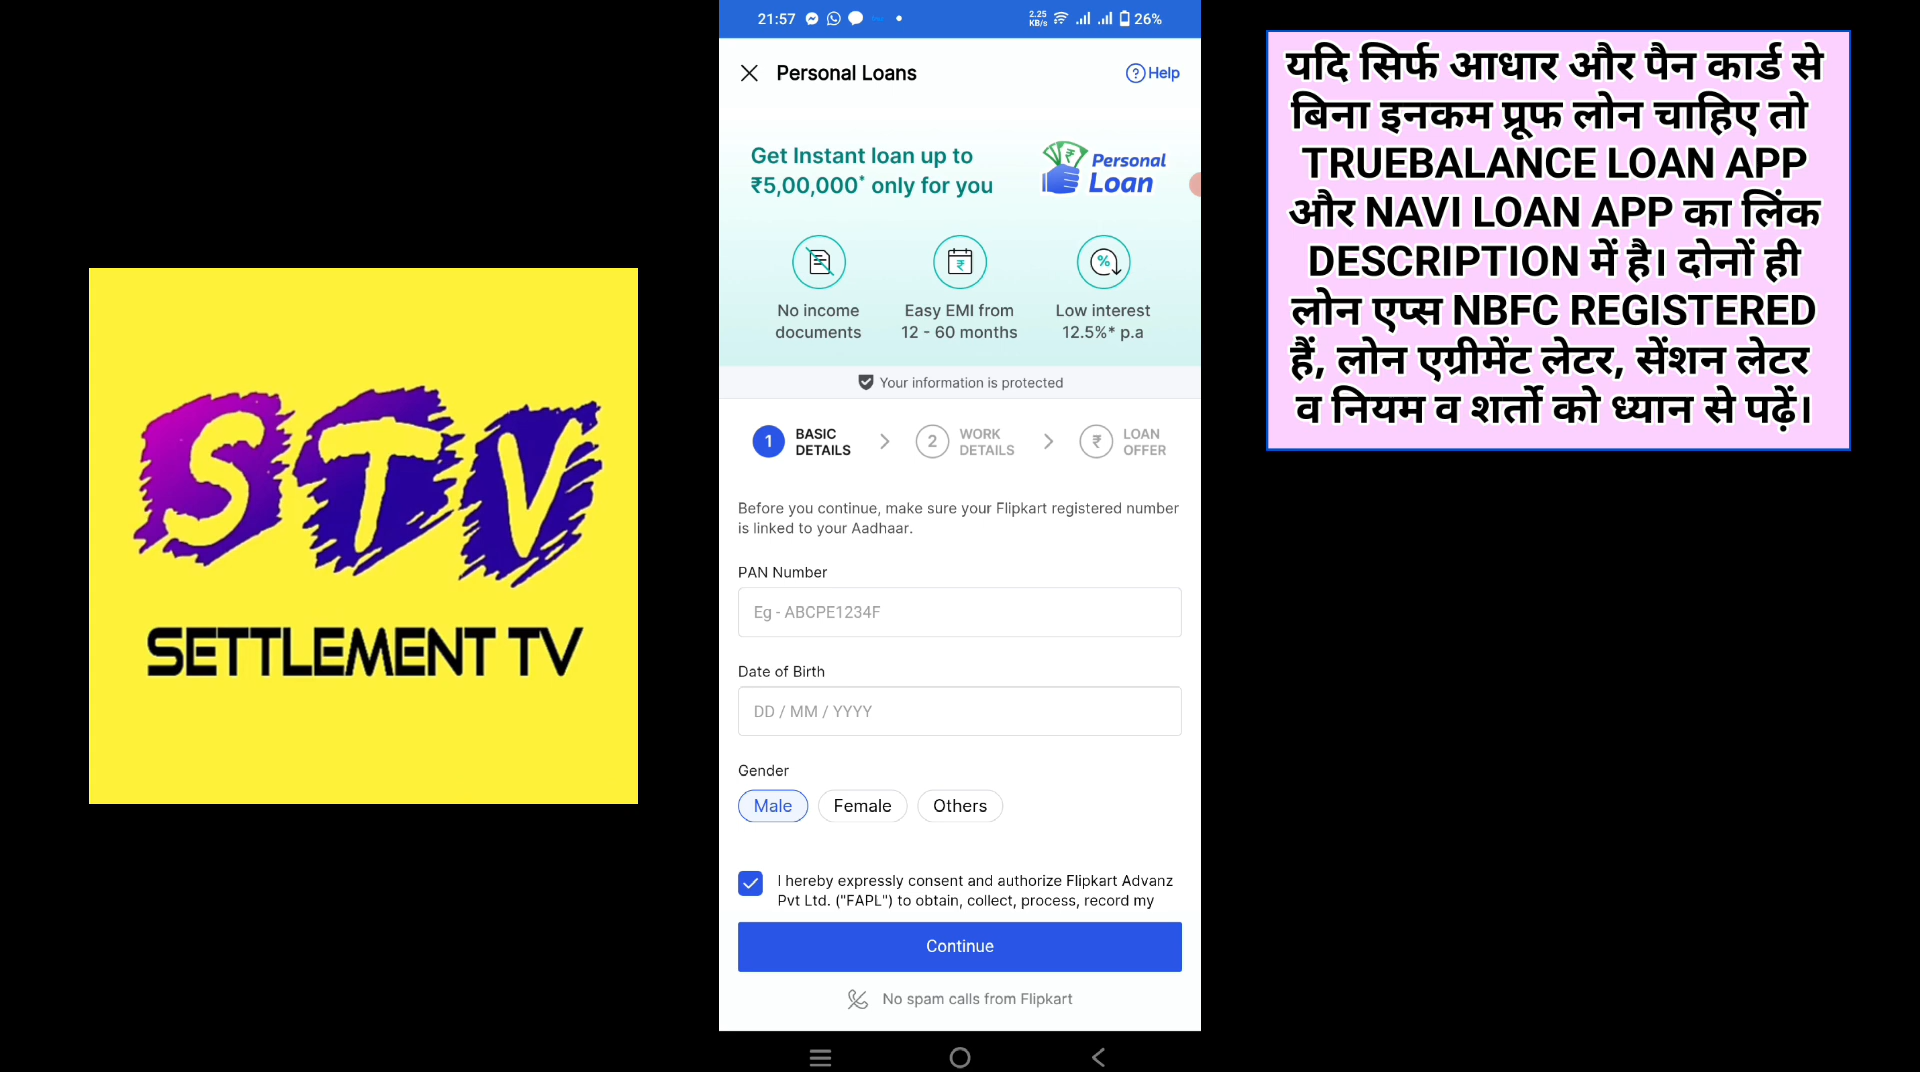 21:57
2.25
KB/s
26%
Personal Loans
? Help
Get Instant loan up to
₹5,00,000* only for you
Personal
Loan
No income
documents
Easy EMI from
12 - 60 months
Low interest
12.5%* p.a
Your information is protected
1 BASIC
DETAILS
2 WORK
DETAILS
₹ LOAN
OFFER
Before you continue, make sure your Flipkart registered number
is linked to your Aadhaar.
PAN Number
Eg - ABCPE1234F
Date of Birth
DD / MM / YYYY
Gender
Male Female Others
I hereby expressly consent and authorize Flipkart Advanz
Pvt Ltd. ("FAPL") to obtain, collect, process, record my
Continue
No spam calls from Flipkart
STV
SETTLEMENT TV
यदि सिर्फ आधार और पैन कार्ड से
बिना इनकम प्रूफ लोन चाहिए तो
TRUEBALANCE LOAN APP
और NAVI LOAN APP का लिंक
DESCRIPTION में है। दोनों ही
लोन एप्स NBFC REGISTERED
हैं, लोन एग्रीमेंट लेटर, सेंशन लेटर
व नियम व शर्तो को ध्यान से पढ़ें।